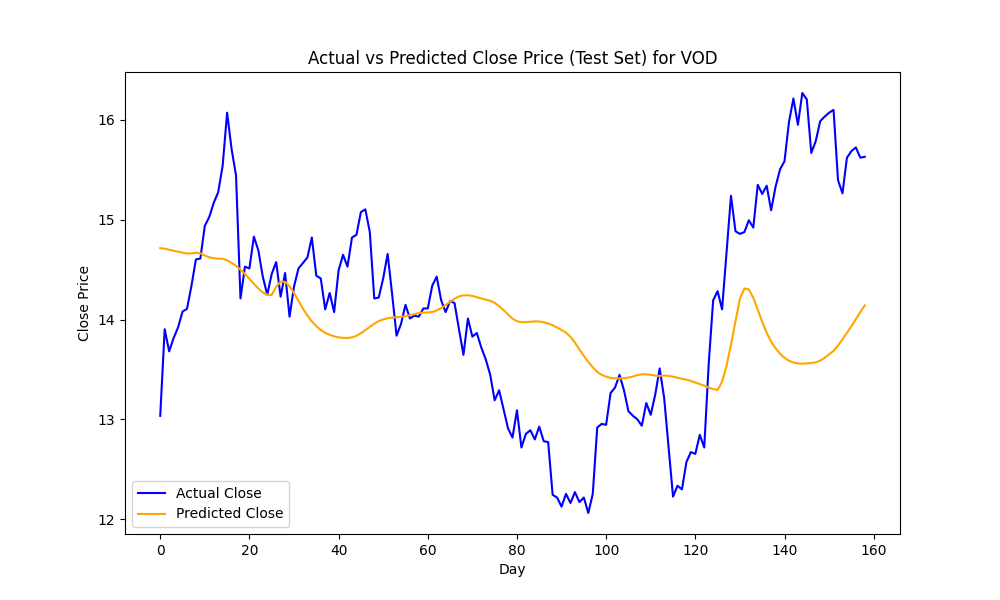 Actual vs Predicted Close Price (Test Set) for VOD
Close Price
16
15
14
13
12
Actual Close
Predicted Close
0 20 40 60 80 100 120 140 160
Day